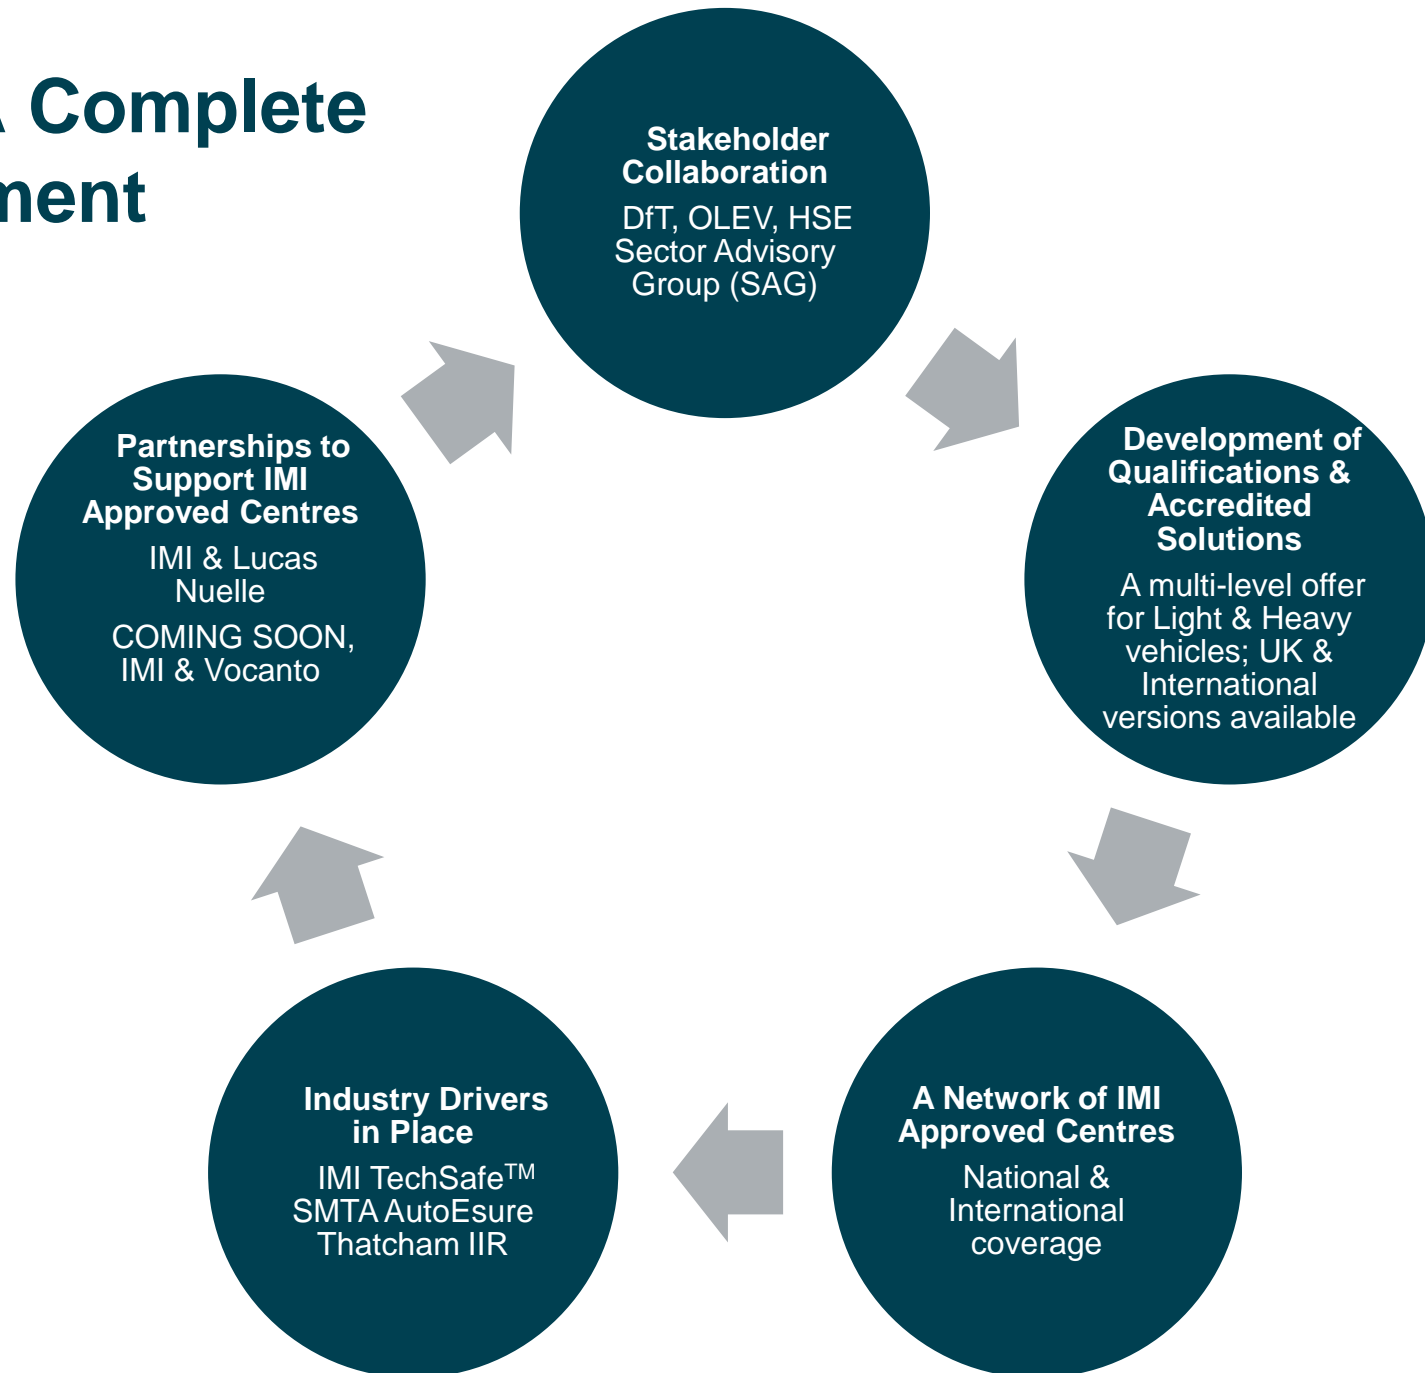 A Complete
ment
Stakeholder
Collaboration
DfT, OLEV, HSE
Sector Advisory
Group (SAG)
Development of
Qualifications &
Accredited
Solutions
A multi-level offer
for Light & Heavy
vehicles; UK &
International
versions available
A Network of IMI
Approved Centres
National &
International
coverage
Industry Drivers
in Place
IMI TechSafe™
SMTA AutoEsure
Thatcham IIR
Partnerships to
Support IMI
Approved Centres
IMI & Lucas
Nuelle
COMING SOON,
IMI & Vocanto